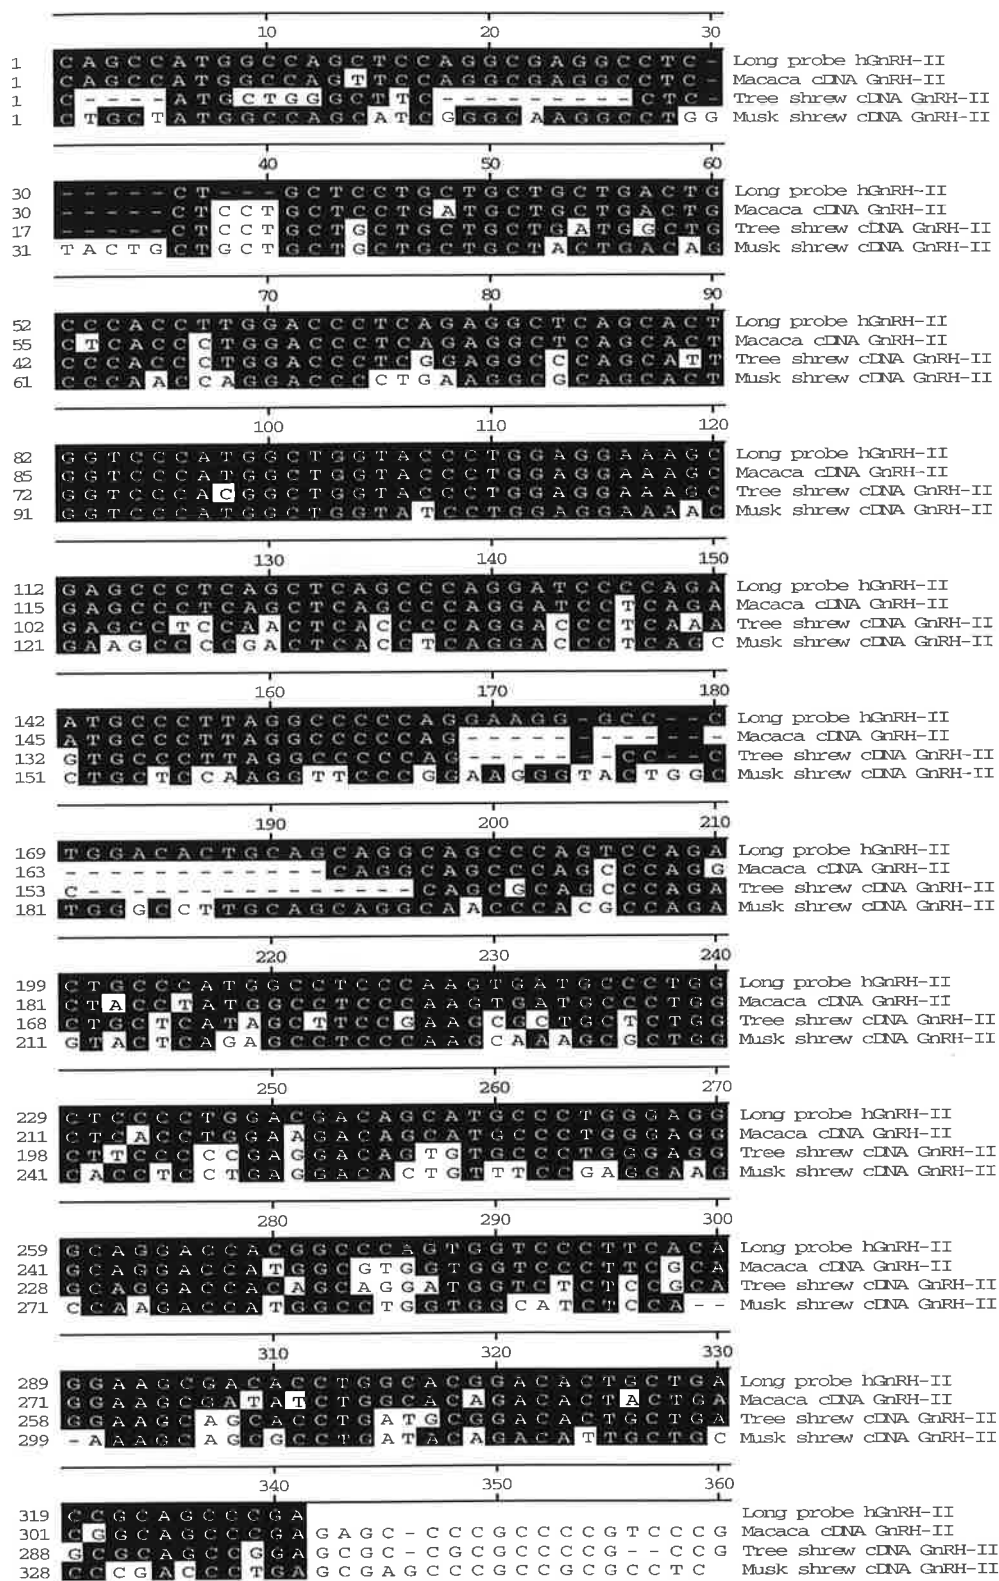 10 20 30
1 CAGCCATGGCCAGCTCCAGGCGAGGCCTC- Long probe hGnRH-II
1 CAGCCATGGCCAGTTCCAGGCGAGGCCTC- Macaca cDNA GnRH-II
1 C----ATGCTGGGCTTC---------CTC- Tree shrew cDNA GnRH-II
1 CTGCTATGGCCAGCATCGGGCAAGGCCTGG Musk shrew cDNA GnRH-II
40 50 60
30 -----CT---GCTCCTGCTGCTGCTGACTG Long probe hGnRH-II
30 -----CTCCTGCTCCTGATGCTGCTGACTG Macaca cDNA GnRH-II
17 -----CTCCTGCTGCTGCTGCTGATGGCTG Tree shrew cDNA GnRH-II
31 TACTGCTGCTGCTGCTGCTGCTACTGACAG Musk shrew cDNA GnRH-II
70 80 90
52 CCCACCTTGGACCCTCAGAGGCTCAGCACT Long probe hGnRH-II
55 CTCACCCTGGACCCTCAGAGGCTCAGCACT Macaca cDNA GnRH-II
42 CCCACCCTGGACCCTCGGAGGCCCAGCATT Tree shrew cDNA GnRH-II
61 CCCAACCAGGACCCCTGAAGGCGCAGCACT Musk shrew cDNA GnRH-II
100 110 120
82 GGTCCCATGGCTGGTACCCTGGAGGAAAGC Long probe hGnRH-II
85 GGTCCCATGGCTGGTACCCTGGAGGAAAGC Macaca cDNA GnRH-II
72 GGTCCCACGGCTGGTACCCTGGAGGAAAGC Tree shrew cDNA GnRH-II
91 GGTCCCATGGCTGGTATCCTGGAGGAAAAC Musk shrew cDNA GnRH-II
130 140 150
112 GAGCCCTCAGCTCAGCCCAGGATCCGCAGA Long probe hGnRH-II
115 GAGCCCTCAGCTCAGCCCAGGATCCTCAGA Macaca cDNA GnRH-II
102 GAGCCTCCAACTCACCCCAGGACCCTCAAA Tree shrew cDNA GnRH-II
121 GAAGCCCCGACTCACCTCAGGACCCTCAGC Musk shrew cDNA GnRH-II
160 170 180
142 ATGCCCTTAGGCCCCCAGGAAGG-GCC--C Long probe hGnRH-II
145 ATGCCCTTAGGCCCCCAG------------ Macaca cDNA GnRH-II
132 GTGCCCTTAGGCCCCCAG-------CC--C Tree shrew cDNA GnRH-II
151 CTGCTCCAAGGTTCCCGGAAGGGTACTGGC Musk shrew cDNA GnRH-II
190 200 210
169 TGGACACTGCAGCAGGCAGCCCAGTCCAGA Long probe hGnRH-II
163 ------------CAGGCAGCCCAGCCCAGG Macaca cDNA GnRH-II
153 C---------------CAGCGCAGCCCAGA Tree shrew cDNA GnRH-II
181 TGGGCCTTGCAGCAGGCAACCCACGCCAGA Musk shrew cDNA GnRH-II
220 230 240
199 CTGCCCATGGCCTCCCAAGTGATGCCCTGG Long probe hGnRH-II
181 CTACCTATGGCCTCCCAAGTGATGCCCTGG Macaca cDNA GnRH-II
168 CTGCTCATAGCTTCCGAAGCGCTGCTCTGG Tree shrew cDNA GnRH-II
211 GTACTCAGAGCCTCCCAAGCAAAGCGCTGG Musk shrew cDNA GnRH-II
250 260 270
229 CTCCCCTGGACGACAGCATGCCCTGGGAGG Long probe hGnRH-II
211 CTCACCTGGAAGACAGCATGCCCTGGGAGG Macaca cDNA GnRH-II
198 CTTCCCCCGAGGACAGTGTGCCCTGGGAGG Tree shrew cDNA GnRH-II
241 CACCTCCTGAGGACACTGTTTCCGAGGAAG Musk shrew cDNA GnRH-II
280 290 300
259 GCAGGACCACGGCCCAGTGGTCCCTTCACA Long probe hGnRH-II
241 GCAGGACCATGGCGTGGTGGTCCCTTCGCA Macaca cDNA GnRH-II
228 GCAGGACCACAGCAGGATGGTCTCTCCGCA Tree shrew cDNA GnRH-II
271 CCAAGACCATGGCCTGGTGGCATCTCCA-- Musk shrew cDNA GnRH-II
310 320 330
289 GGAAGCGACACCTGGCACGGACACTGCTGA Long probe hGnRH-II
271 GGAAGCGATATCTGGCACAGACACTACTGA Macaca cDNA GnRH-II
258 GGAAGCAGCACCTGATGCGGACACTGCTGA Tree shrew cDNA GnRH-II
299 -AAAGCAGCGCCTGATACAGACATTGCTGC Musk shrew cDNA GnRH-II
340 350 360
319 CCGCAGCCCGA Long probe hGnRH-II
301 CGGCAGCCCGAGAGC-CCCGCCCCGTCCCG Macaca cDNA GnRH-II
288 GCGCAGCCGGAGCGC-CGCGCCCCG--CCG Tree shrew cDNA GnRH-II
328 CCCGACCCTGAGCGAGCCCGCCGCGCCTC Musk shrew cDNA GnRH-II